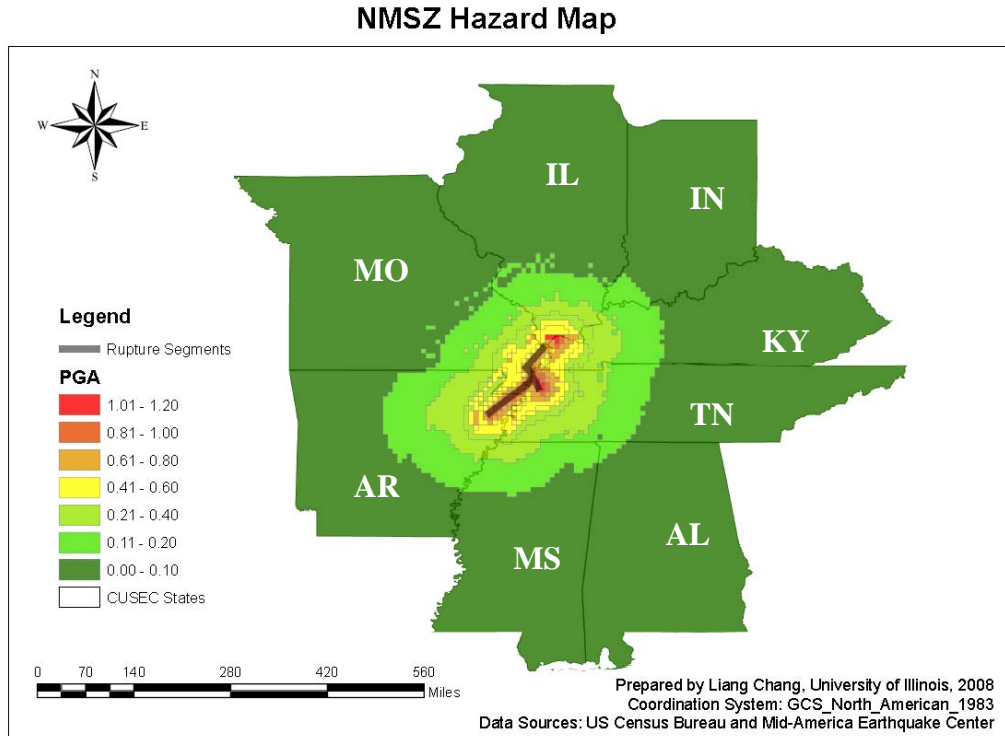 NMSZ Hazard Map
N
W E
S
IL
IN
MO
KY
TN
AR
MS
AL
Legend
Rupture Segments
PGA
1.01 - 1.20
0.81 - 1.00
0.61 - 0.80
0.41 - 0.60
0.21 - 0.40
0.11 - 0.20
0.00 - 0.10
CUSEC States
0 70 140 280 420 560
Miles
Prepared by Liang Chang, University of Illinois, 2008
Coordination System: GCS_North_American_1983
Data Sources: US Census Bureau and Mid-America Earthquake Center